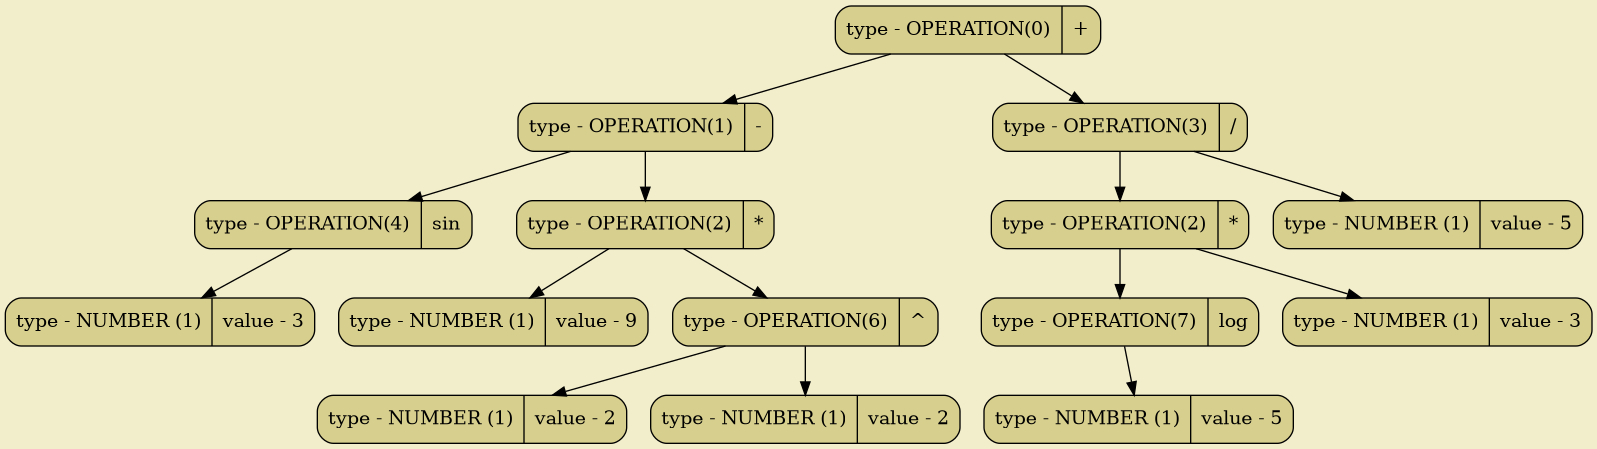 type - OPERATION(0) +
type - OPERATION(1) -
type - OPERATION(3) /
type - OPERATION(4) sin
type - OPERATION(2) *
type - OPERATION(2) *
type - NUMBER (1) value - 5
type - NUMBER (1) value - 3
type - NUMBER (1) value - 9
type - OPERATION(6) ^
type - OPERATION(7) log
type - NUMBER (1) value - 3
type - NUMBER (1) value - 2
type - NUMBER (1) value - 2
type - NUMBER (1) value - 5